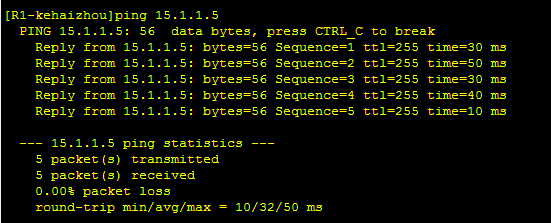 [R1-kehaizhou]ping 15.1.1.5
PING 15.1.1.5: 56  data bytes, press CTRL_C to break
Reply from 15.1.1.5: bytes=56 Sequence=1 ttl=255 time=30 ms
Reply from 15.1.1.5: bytes=56 Sequence=2 ttl=255 time=50 ms
Reply from 15.1.1.5: bytes=56 Sequence=3 ttl=255 time=30 ms
Reply from 15.1.1.5: bytes=56 Sequence=4 ttl=255 time=40 ms
Reply from 15.1.1.5: bytes=56 Sequence=5 ttl=255 time=10 ms
--- 15.1.1.5 ping statistics ---
5 packet(s) transmitted
5 packet(s) received
0.00% packet loss
round-trip min/avg/max = 10/32/50 ms